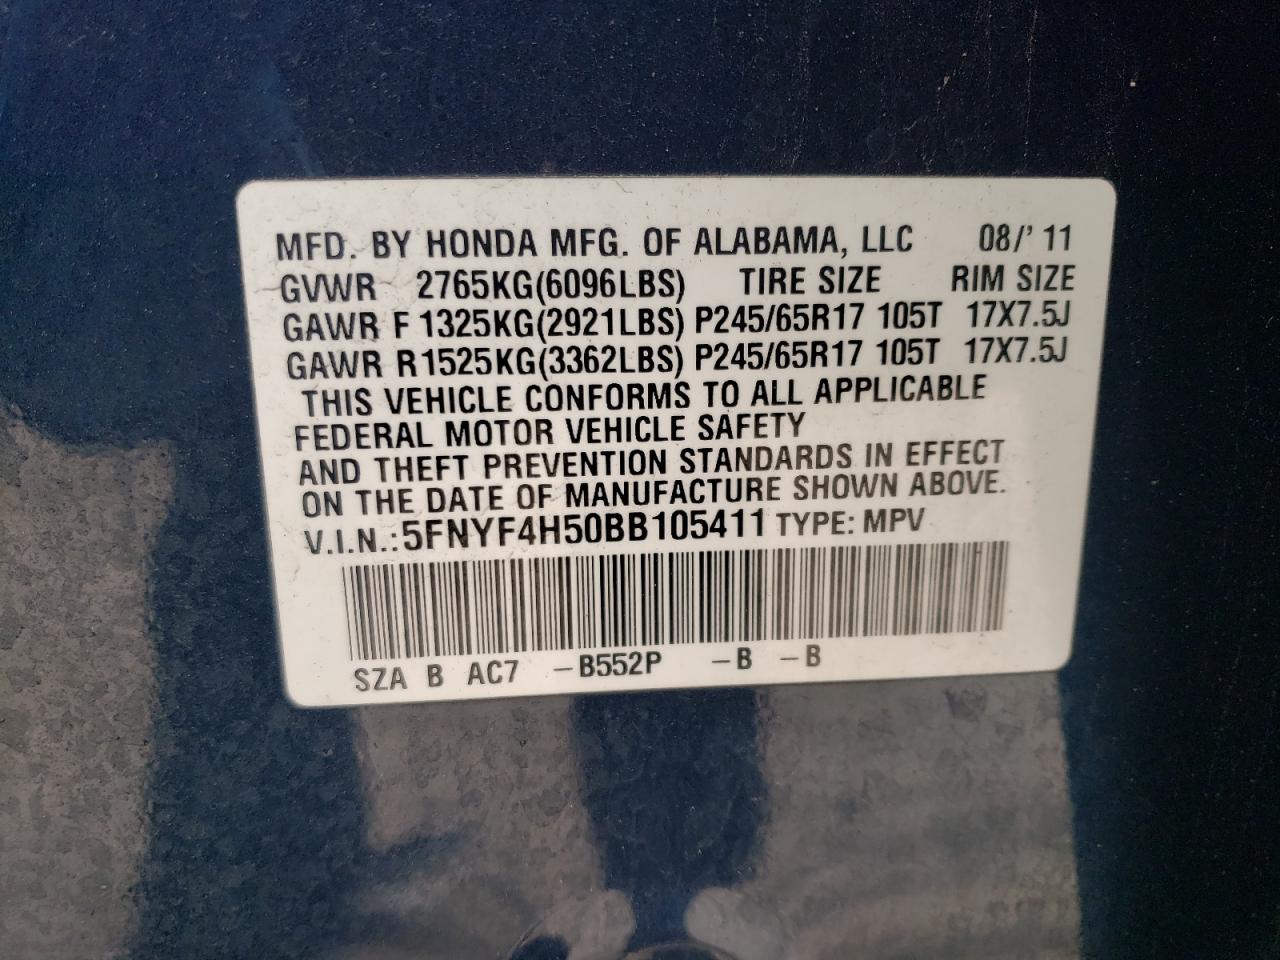 MFD. BY HONDA MFG. OF ALABAMA, LLC 08/'11
GVWR 2765KG(6096LBS) TIRE SIZE RIM SIZE
GAWR F 1325KG(2921LBS) P245/65R17 105T 17X7.5J
GAWR R1525KG(3362LBS) P245/65R17 105T 17X7.5J
THIS VEHICLE CONFORMS TO ALL APPLICABLE
FEDERAL MOTOR VEHICLE SAFETY
AND THEFT PREVENTION STANDARDS IN EFFECT
ON THE DATE OF MANUFACTURE SHOWN ABOVE.
V.I.N.:5FNYF4H50BB105411 TYPE: MPV
SZA B AC7 -B552P -B -B